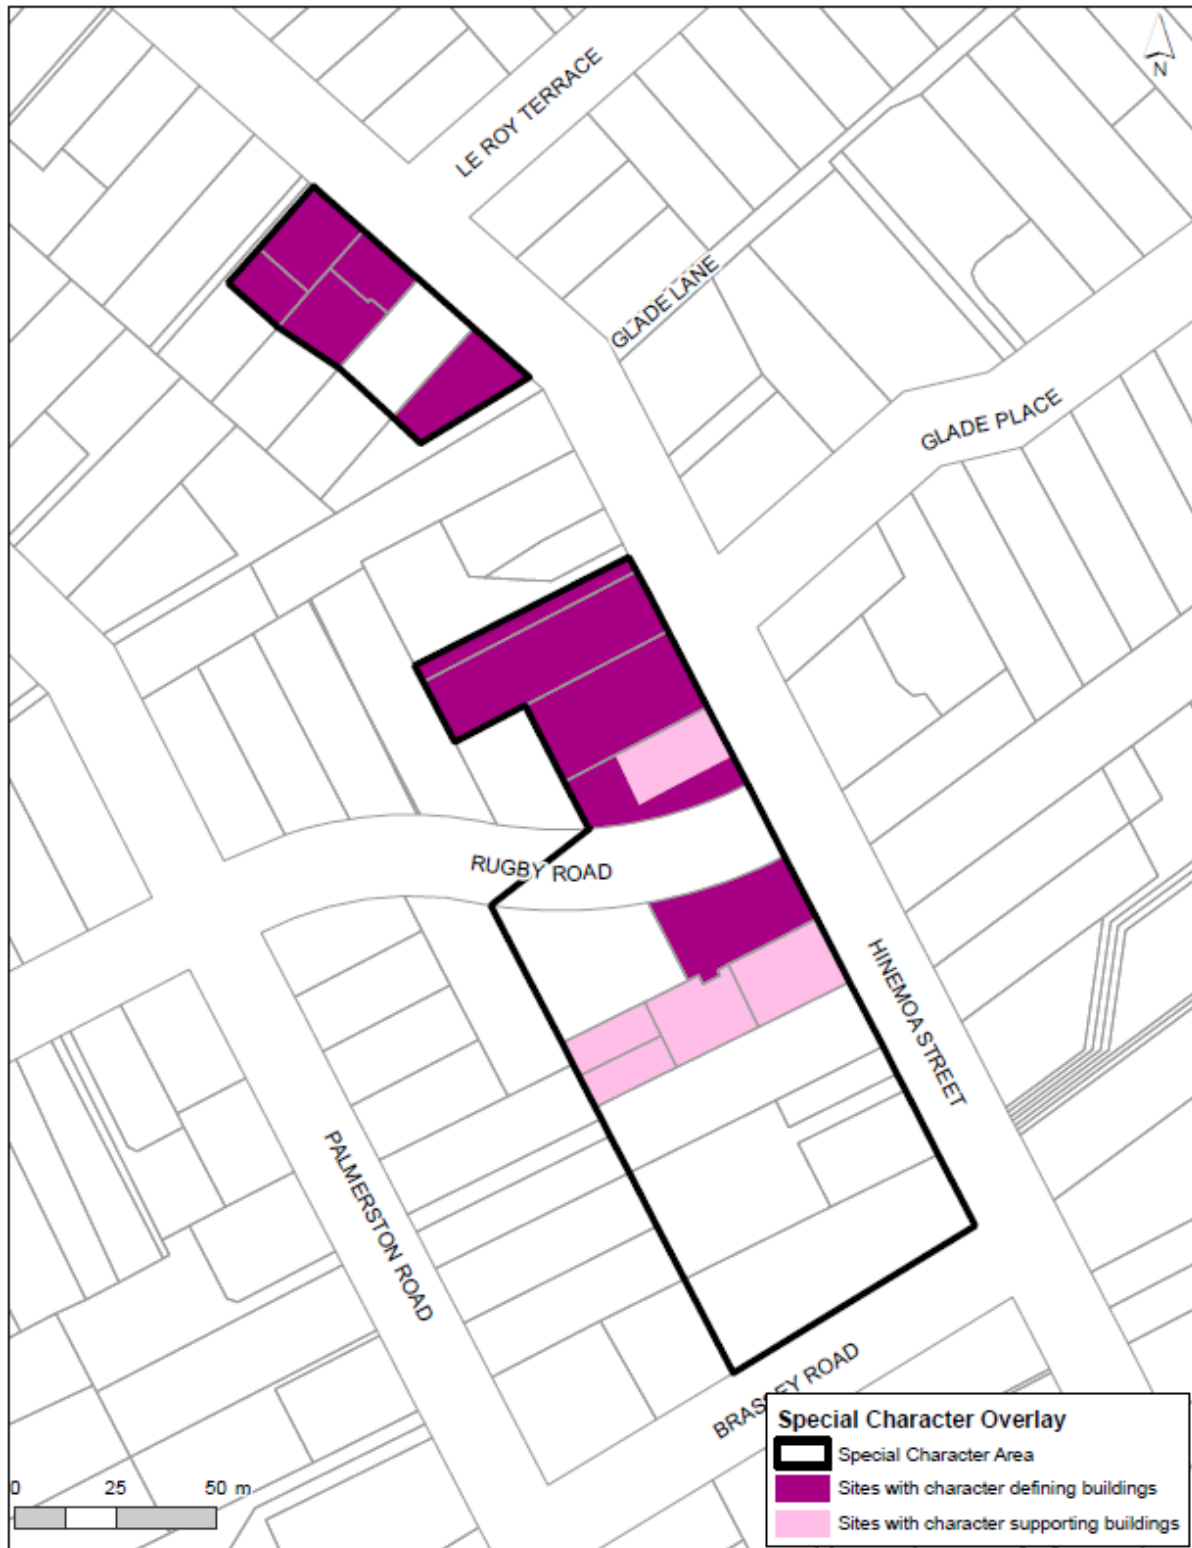 N
LE ROY TERRACE
GLADE LANE
GLADE PLACE
RUGBY ROAD
HINEMOA STREET
PALMERSTON ROAD
BRASSEY ROAD
0 25 50 m
Special Character Overlay
Special Character Area
Sites with character defining buildings
Sites with character supporting buildings